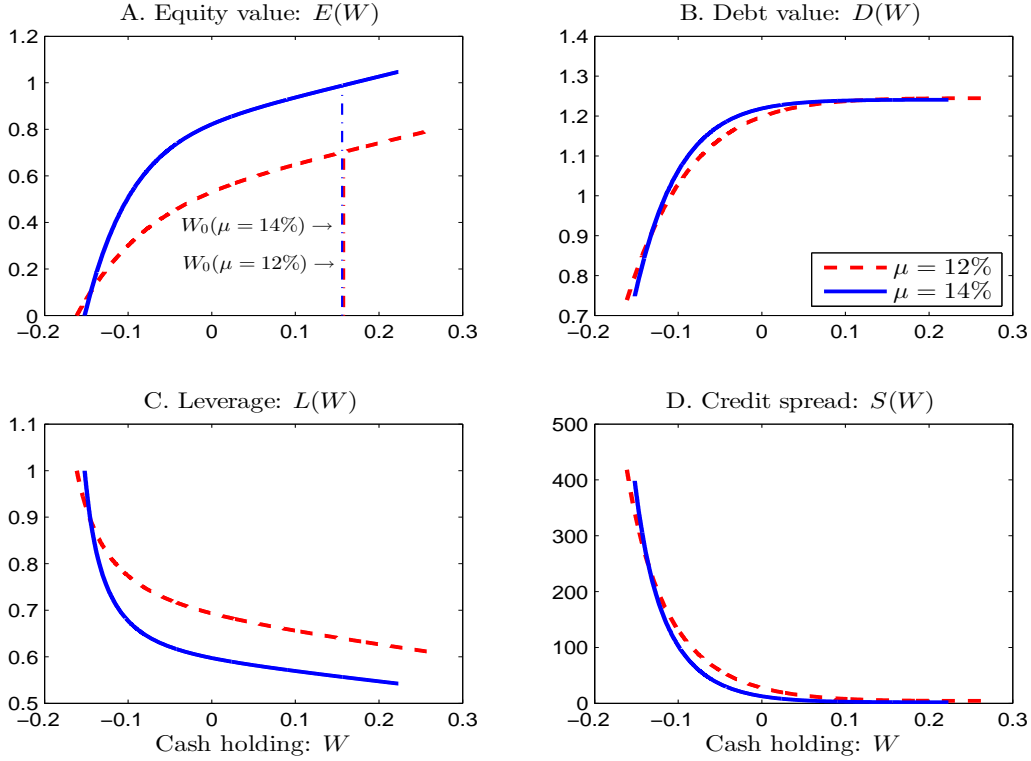 A. Equity value: E(W)
1.2
1
0.8
0.6
0.4
0.2
0
−0.2 −0.1 0 0.1 0.2 0.3
W₀(μ = 14%) →
W₀(μ = 12%) →
B. Debt value: D(W)
1.4
1.3
1.2
1.1
1
0.9
0.8
0.7
−0.2 −0.1 0 0.1 0.2 0.3
μ = 12%
μ = 14%
C. Leverage: L(W)
1.1
1
0.9
0.8
0.7
0.6
0.5
−0.2 −0.1 0 0.1 0.2 0.3
Cash holding: W
D. Credit spread: S(W)
500
400
300
200
100
0
−0.2 −0.1 0 0.1 0.2 0.3
Cash holding: W